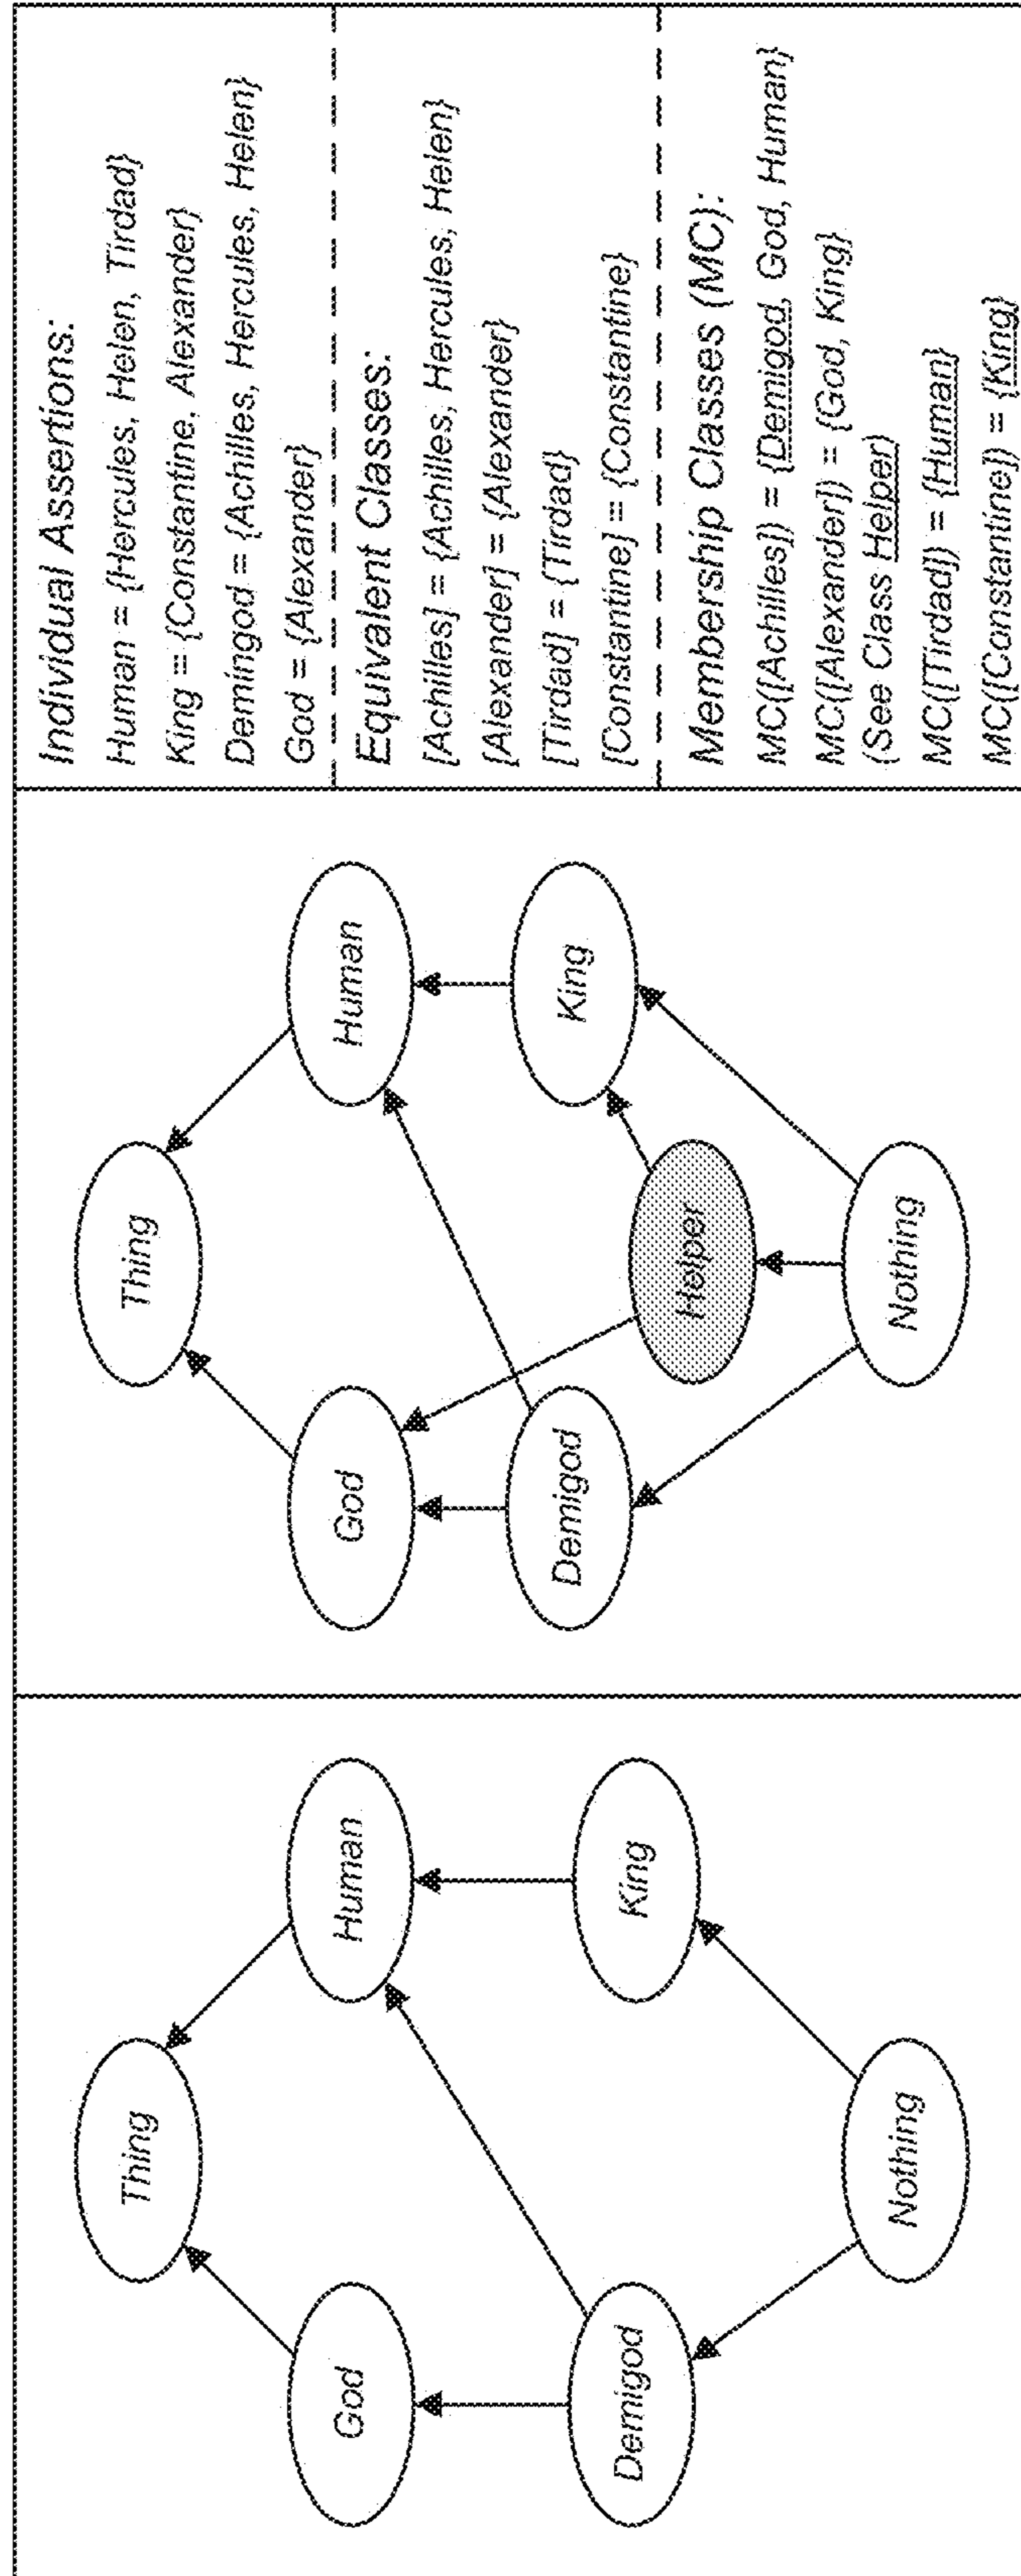 Thing
God
Human
Demigod
King
Nothing
Thing
God
Human
Demigod
King
Helper
Nothing
Individual Assertions:
Human = {Hercules, Helen, Tirdad}
King = {Constantine, Alexander}
Demingod = {Achilles, Hercules, Helen}
God = {Alexander}
Equivalent Classes:
[Achilles] = {Achilles, Hercules, Helen}
[Alexander] = {Alexander}
[Tirdad] = {Tirdad}
[Constantine] = {Constantine}
Membership Classes (MC):
MC([Achilles]) = {Demigod, God, Human}
MC([Alexander]) = {God, King}
(See Class Helper)
MC([Tirdad]) = {Human}
MC([Constantine]) = {King}